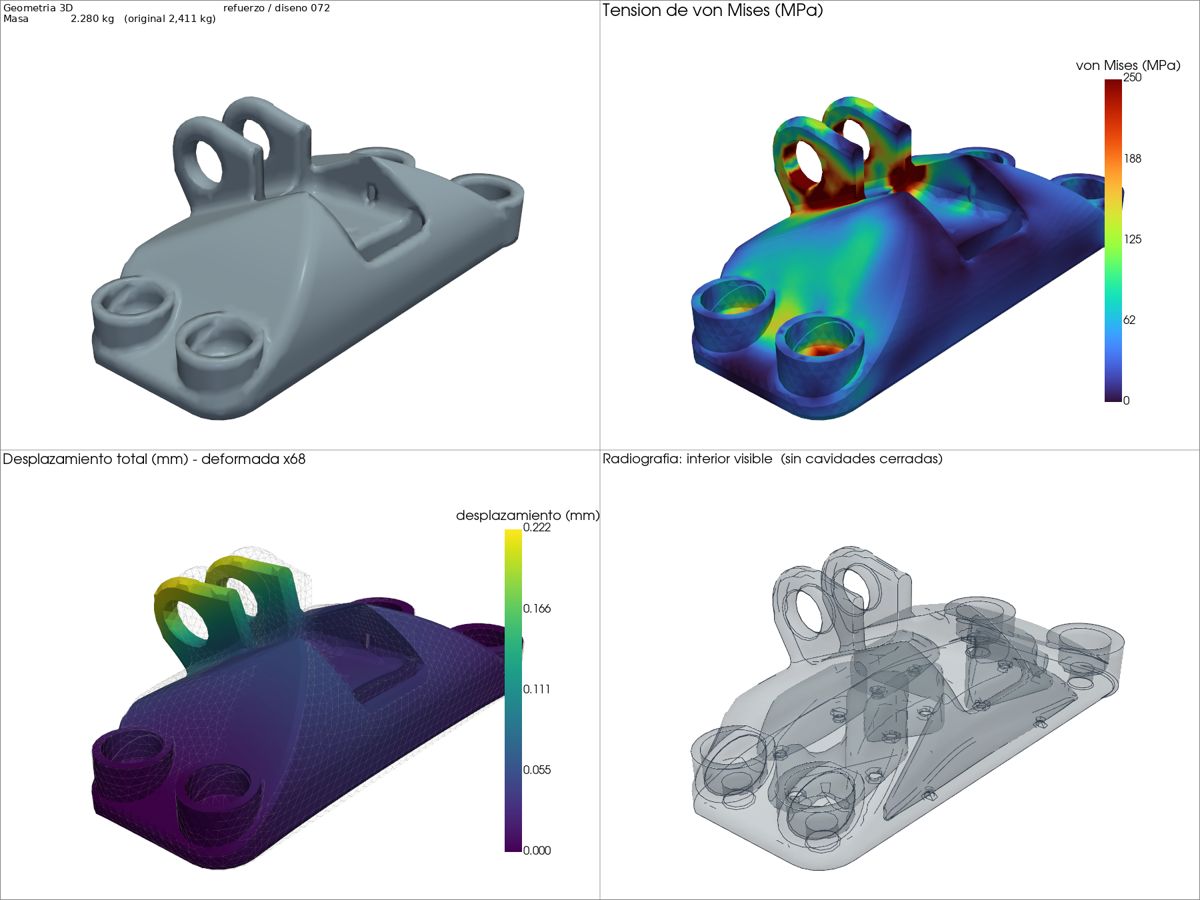 Geometria 3D
refuerzo / diseno 072
Masa 2.280 kg (original 2,411 kg)
Tension de von Mises (MPa)
von Mises (MPa)
250
188
125
62
0
Desplazamiento total (mm) - deformada x68
desplazamiento (mm)
0.222
0.166
0.111
0.055
0.000
Radiografia: interior visible (sin cavidades cerradas)